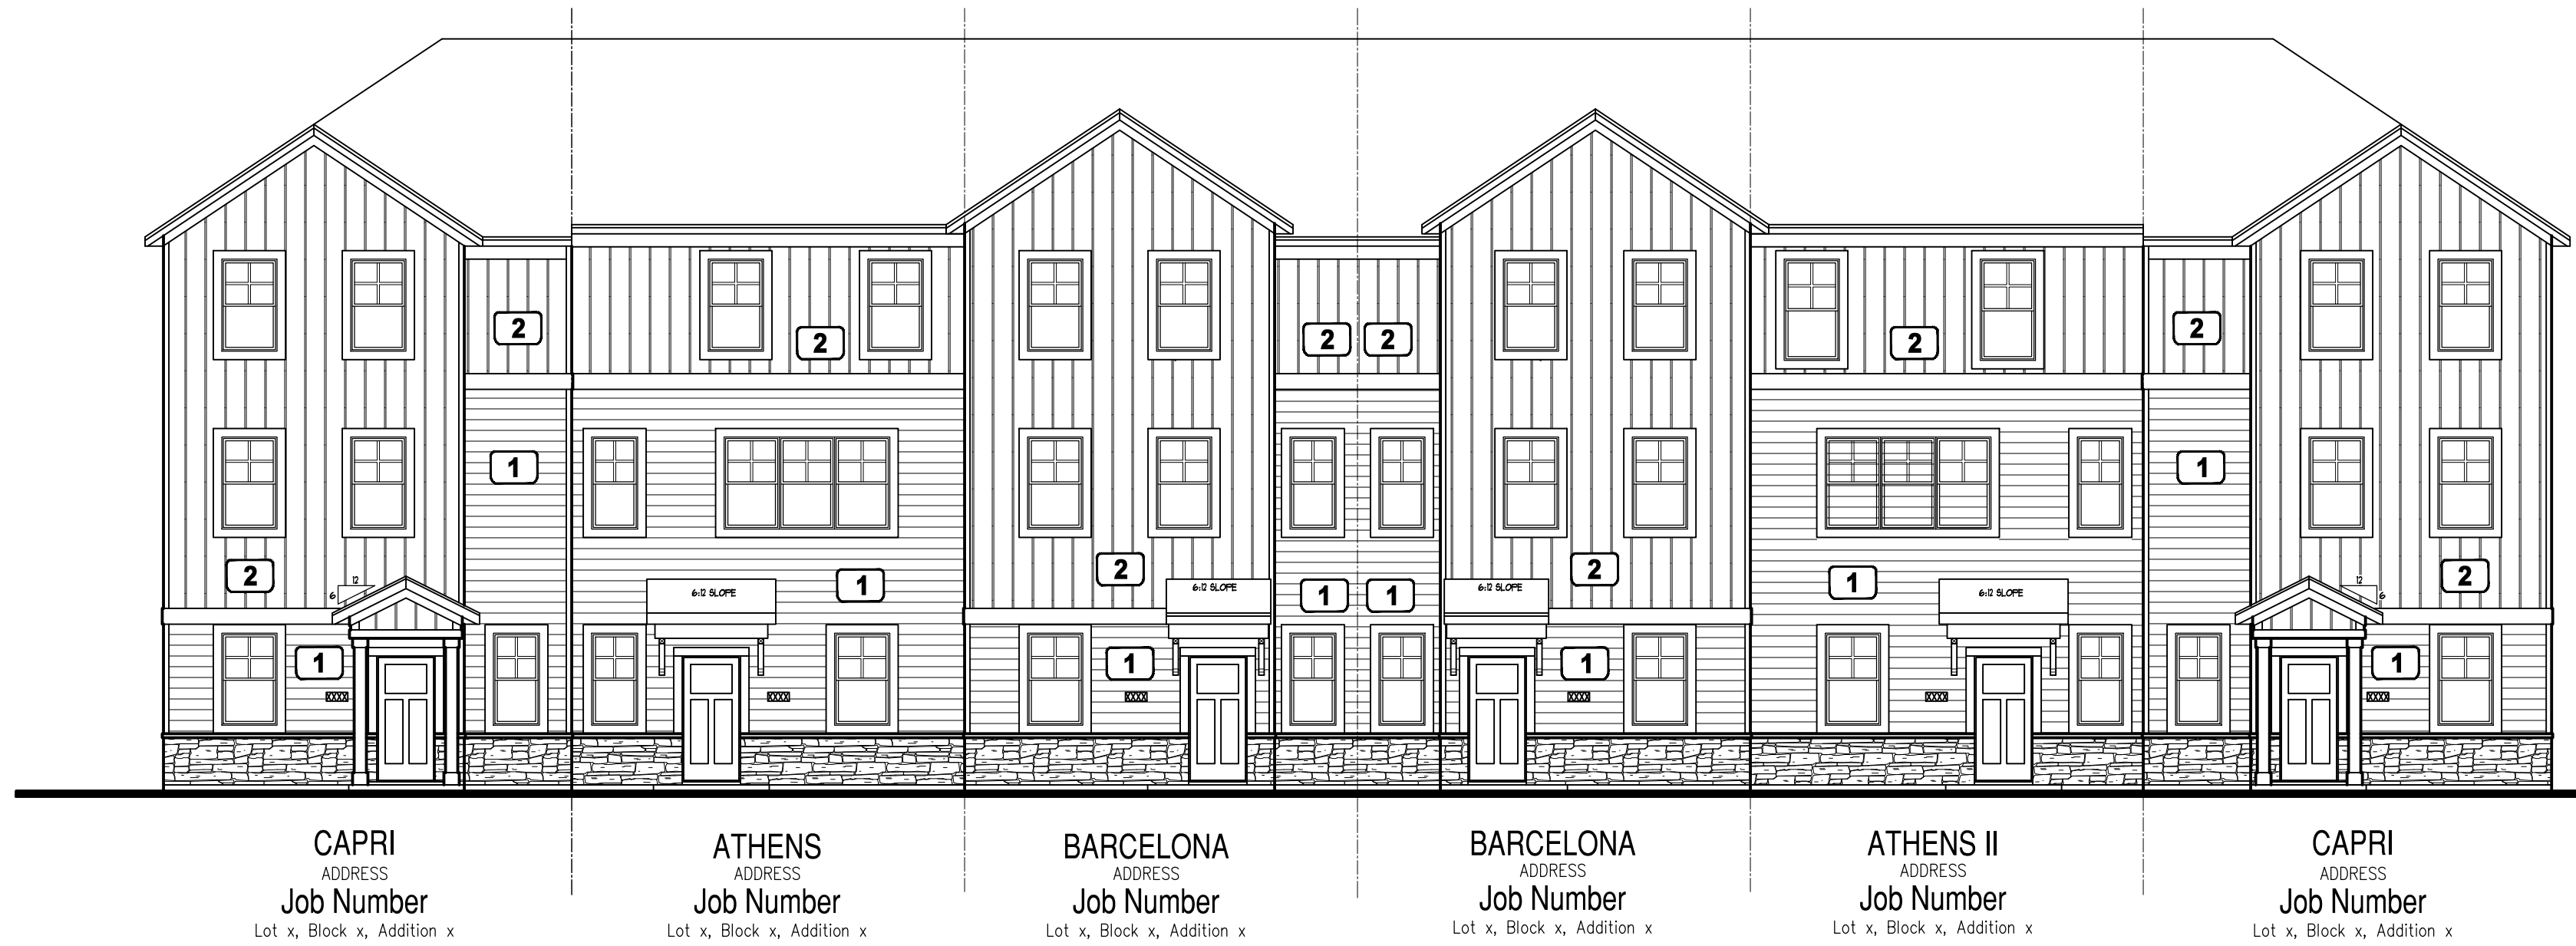 2
2
2
2
2
2
2
1
1
12
6
2
6:12 SLOPE
1
2
6:12 SLOPE
1
1
6:12 SLOPE
2
1
6:12 SLOPE
12
6
2
1
1
1
1
CAPRI
ADDRESS
Job Number
Lot x, Block x, Addition x
ATHENS
ADDRESS
Job Number
Lot x, Block x, Addition x
BARCELONA
ADDRESS
Job Number
Lot x, Block x, Addition x
BARCELONA
ADDRESS
Job Number
Lot x, Block x, Addition x
ATHENS II
ADDRESS
Job Number
Lot x, Block x, Addition x
CAPRI
ADDRESS
Job Number
Lot x, Block x, Addition x